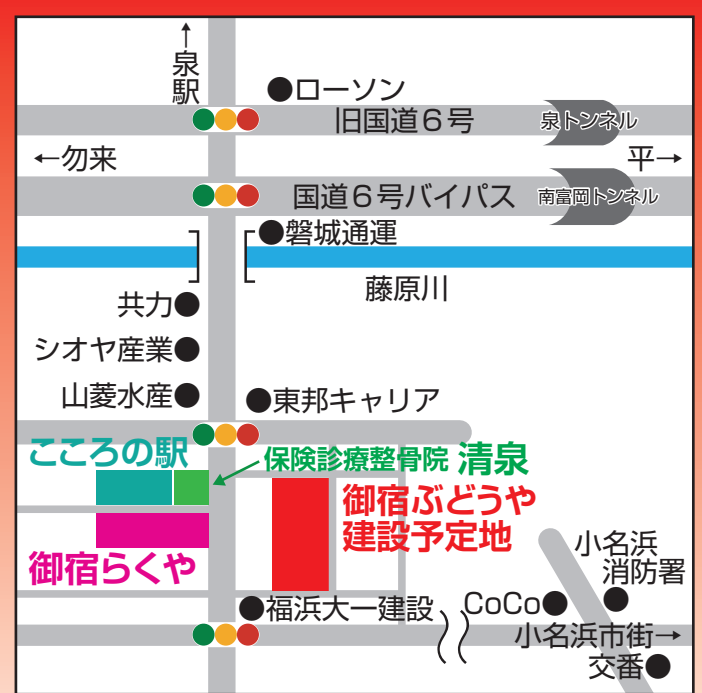 ↑
泉駅
●ローソン
旧国道6号
泉トンネル
←勿来
平→
国道6号バイパス
南富岡トンネル
●磐城通運
藤原川
共力●
シオヤ産業●
山菱水産●
●東邦キャリア
こころの駅
保険診療整骨院 清泉
御宿ぶどうや
建設予定地
御宿らくや
小名浜
消防署
●福浜大一建設
CoCo●
小名浜市街→
交番●